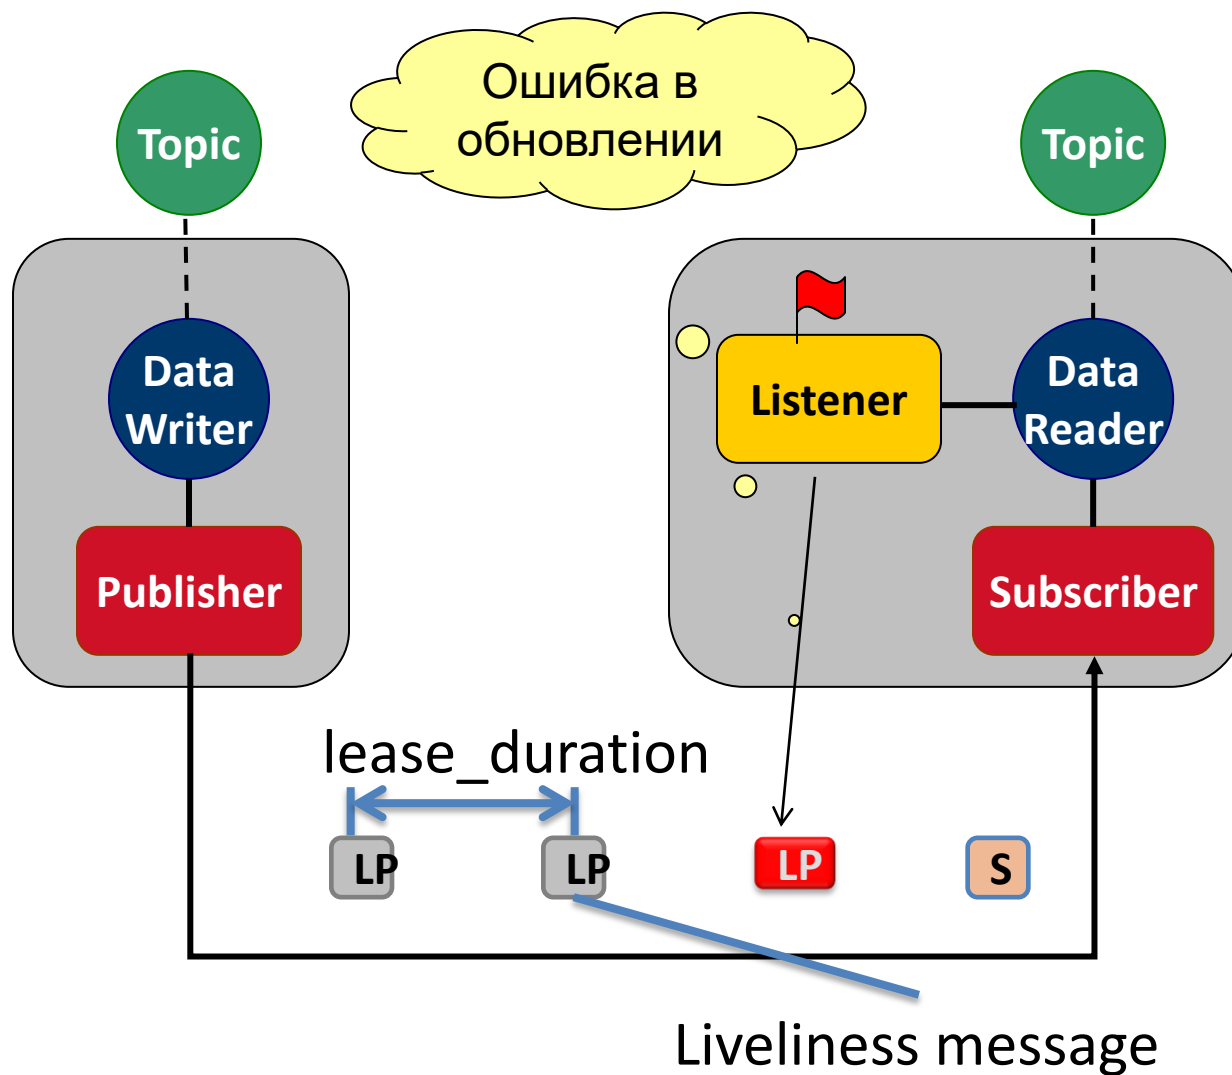 Ошибка в
обновлении
Topic
Topic
Data
Writer
Listener
Data
Reader
Publisher
Subscriber
lease_duration
LP
LP
LP
S
Liveliness message